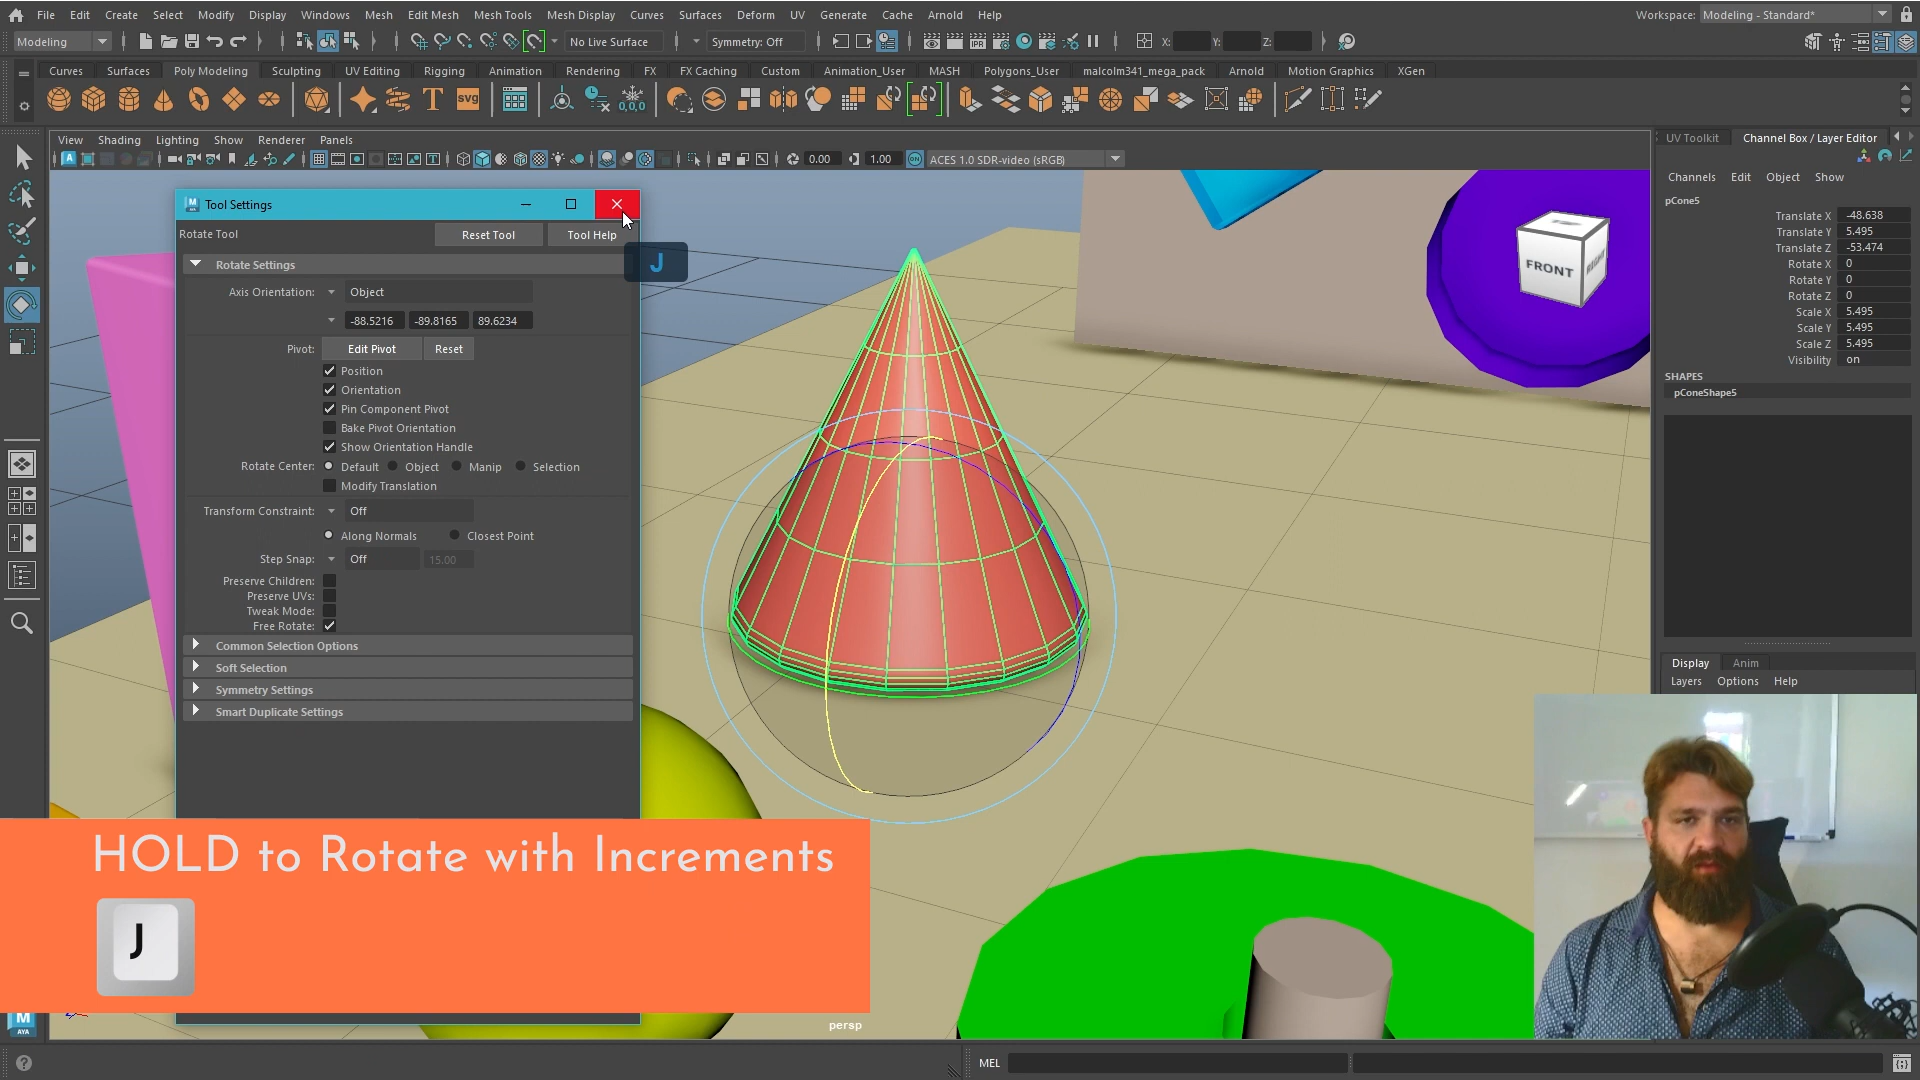 File Edit Create Select Modify Display Windows Mesh Edit Mesh Mesh Tools Mesh Display Curves Surfaces Deform UV Generate Cache Arnold Help
Workspace: Modeling - Standard*
Modeling
No Live Surface
Symmetry: Off
X: Y: Z:
Curves Surfaces Poly Modeling Sculpting UV Editing Rigging Animation Rendering FX FX Caching Custom Animation_User MASH Polygons_User malcolm341_mega_pack Arnold Motion Graphics XGen
T svg 0,0,0
View Shading Lighting Show Renderer Panels
0.00 1.00 ON ACES 1.0 SDR-video (sRGB)
Tool Settings
Rotate Tool
Reset Tool
Tool Help
Rotate Settings
J
Axis Orientation: Object
-88.5216 -89.8165 89.6234
Pivot: Edit Pivot Reset
Position
Orientation
Pin Component Pivot
Bake Pivot Orientation
Show Orientation Handle
Rotate Center: Default Object Manip Selection
Modify Translation
Transform Constraint: Off
Along Normals Closest Point
Step Snap: Off 15.00
Preserve Children:
Preserve UVs:
Tweak Mode:
Free Rotate:
Common Selection Options
Soft Selection
Symmetry Settings
Smart Duplicate Settings
FRONT
RIGHT
persp
UV Toolkit Channel Box / Layer Editor
Channels Edit Object Show
pCone5
Translate X -48.638
Translate Y 5.495
Translate Z -53.474
Rotate X 0
Rotate Y 0
Rotate Z 0
Scale X 5.495
Scale Y 5.495
Scale Z 5.495
Visibility on
SHAPES
pConeShape5
Display Anim
Layers Options Help
HOLD to Rotate with Increments
J
M
AYA
MEL